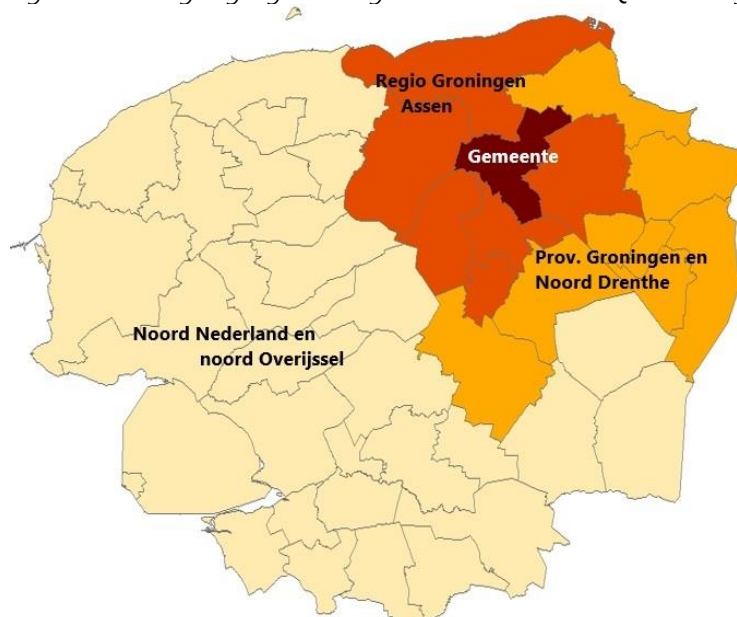 Regio Groningen
Assen
Gemeente
Prov. Groningen en
Noord Drenthe
Noord Nederland en
noord Overijssel